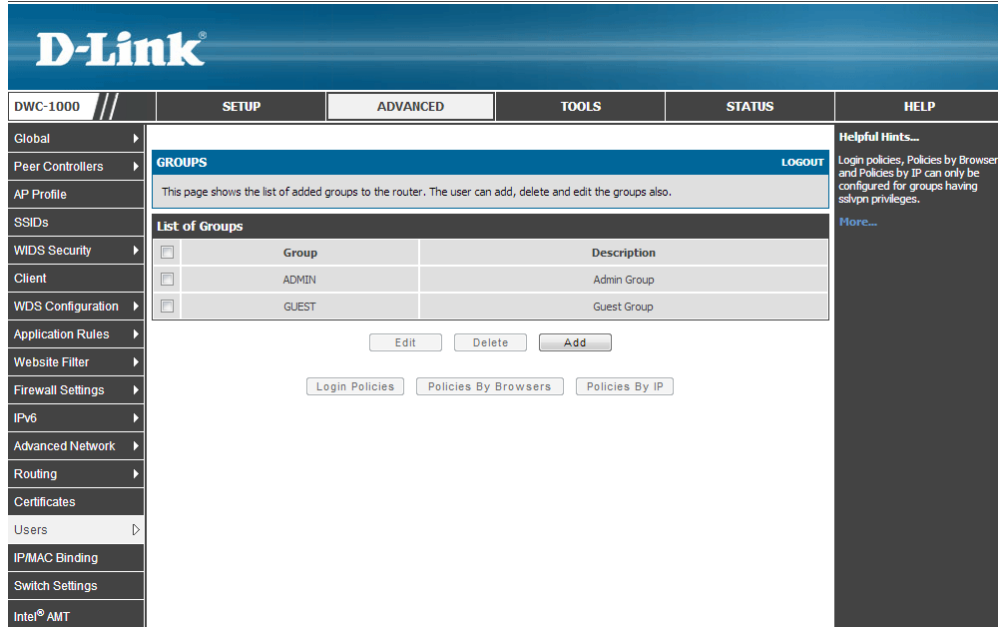 D-Link®
DWC-1000
SETUP
ADVANCED
TOOLS
STATUS
HELP
Global
Peer Controllers
AP Profile
SSIDs
WIDS Security
Client
WDS Configuration
Application Rules
Website Filter
Firewall Settings
IPv6
Advanced Network
Routing
Certificates
Users
IP/MAC Binding
Switch Settings
Intel® AMT
GROUPS
LOGOUT
This page shows the list of added groups to the router. The user can add, delete and edit the groups also.
List of Groups
Group Description
ADMIN Admin Group
GUEST Guest Group
Edit Delete Add
Login Policies Policies By Browsers Policies By IP
Helpful Hints...
Login policies, Policies by Browser
and Policies by IP can only be
configured for groups having
sslvpn privileges.
More...